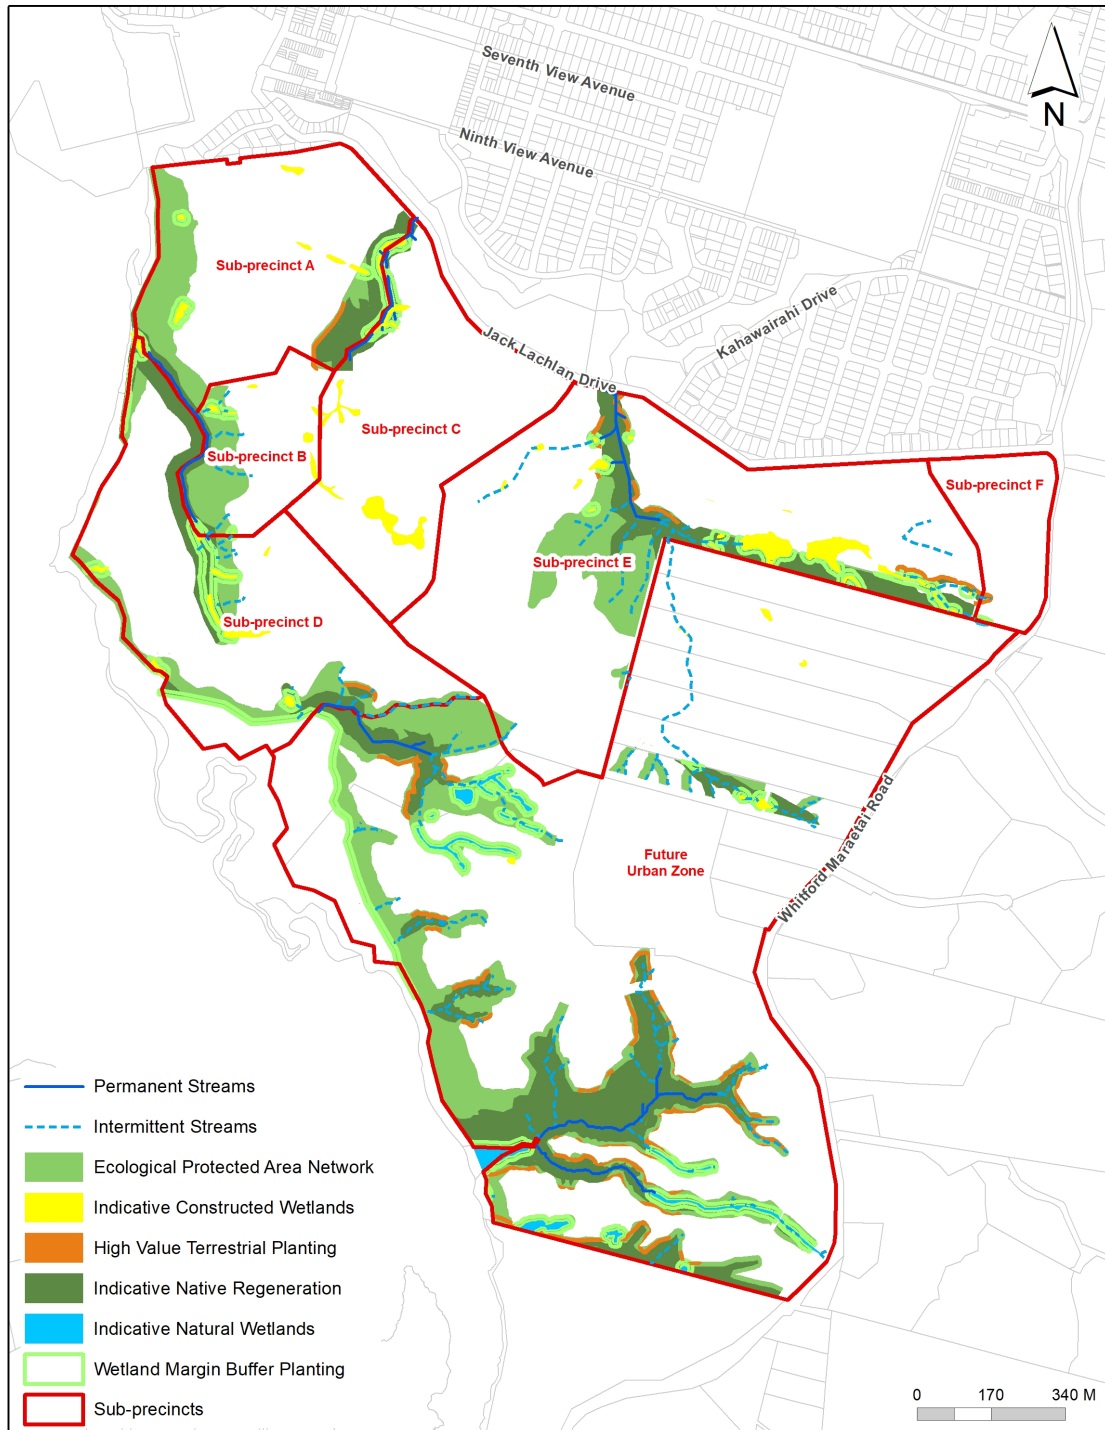 Seventh View Avenue
N
Ninth View Avenue
Sub-precinct A
Kahawairahi Drive
Jack Lachlan Drive
Sub-precinct C
Sub-precinct B
Sub-precinct F
Sub-precinct E
Sub-precinct D
Whitford Maraetai Road
Future
Urban Zone
Permanent Streams
Intermittent Streams
Ecological Protected Area Network
Indicative Constructed Wetlands
High Value Terrestrial Planting
Indicative Native Regeneration
Indicative Natural Wetlands
Wetland Margin Buffer Planting
Sub-precincts
0 170 340 M